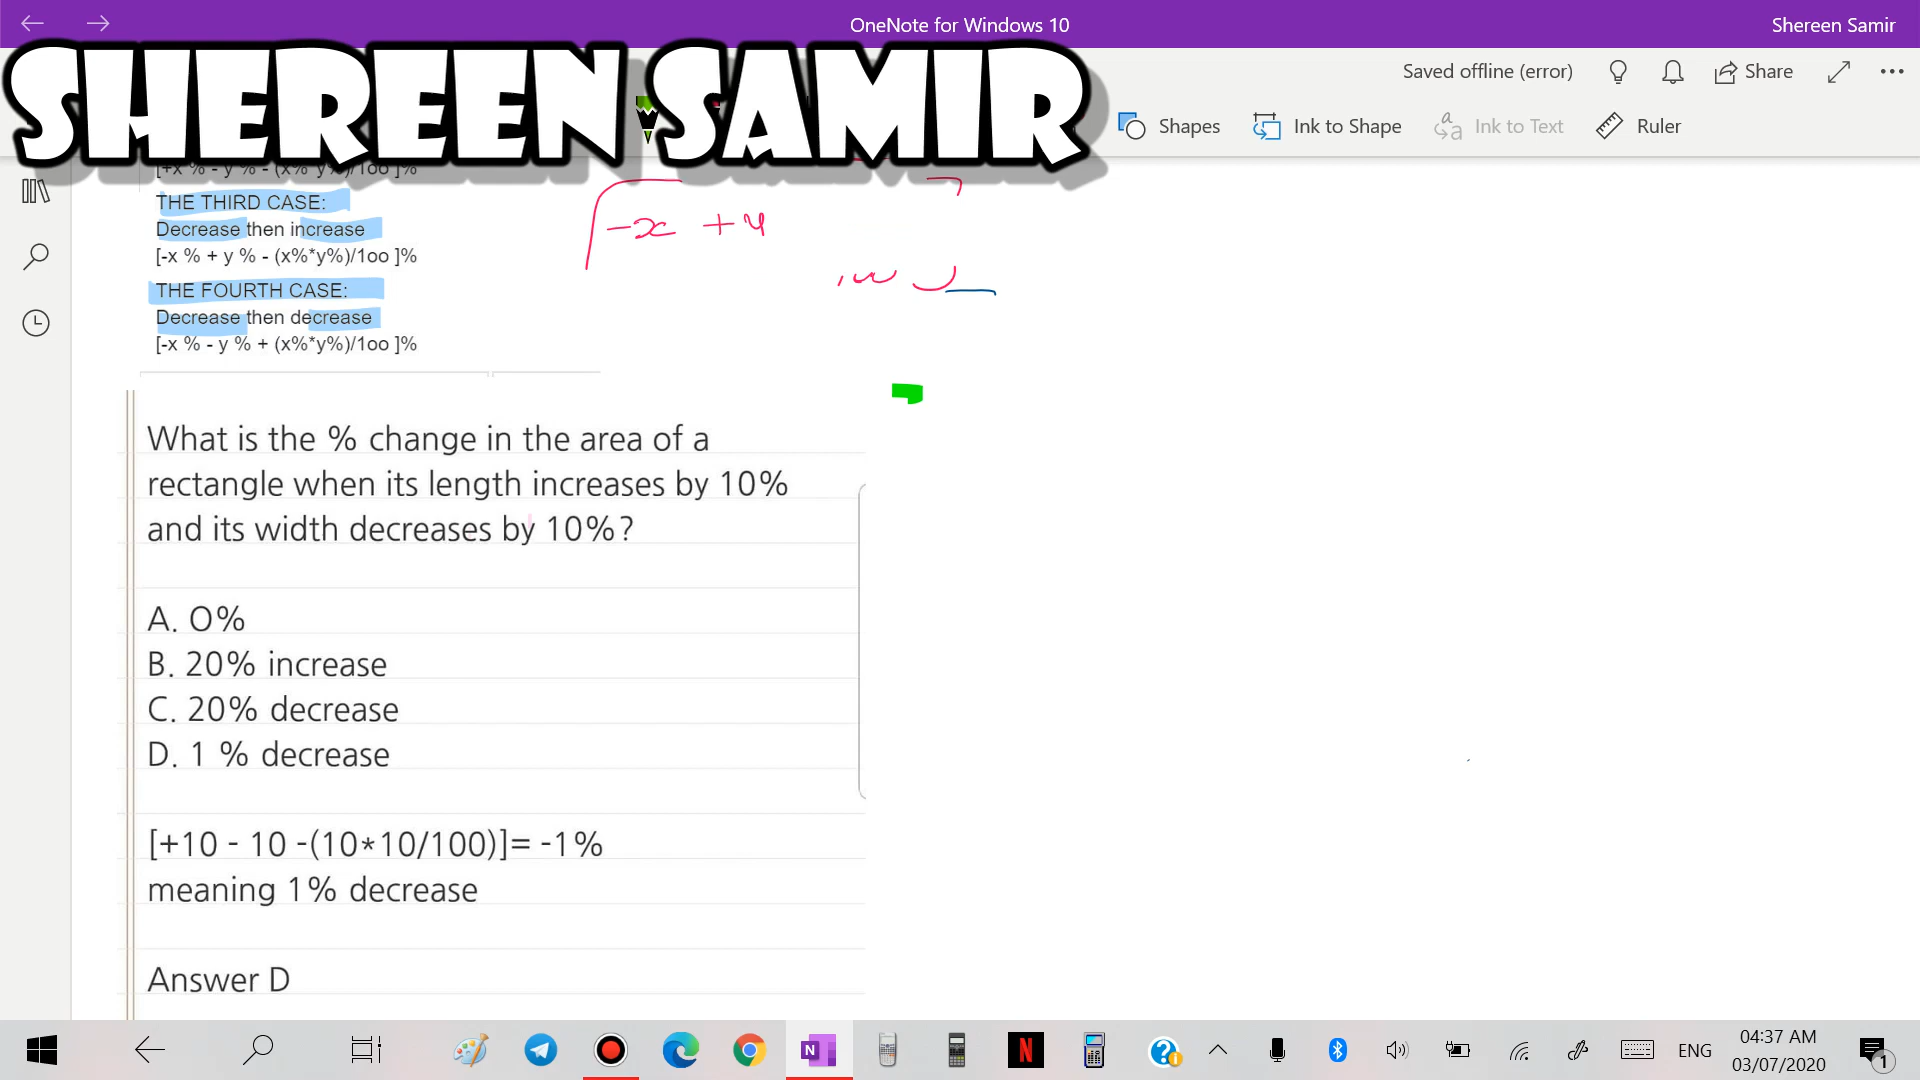 OneNote for Windows 10
Shereen Samir
SHEREEN SAMIR
Saved offline (error)
Share
Shapes
Ink to Shape
Ink to Text
Ruler
[+x % - y % - (x%*y%)/1oo ]%
THE THIRD CASE:
Decrease then increase
[-x % + y % - (x%*y%)/1oo ]%
THE FOURTH CASE:
Decrease then decrease
[-x % - y % + (x%*y%)/1oo ]%
-x +y
What is the % change in the area of a
rectangle when its length increases by 10%
and its width decreases by 10%?
A. O%
B. 20% increase
C. 20% decrease
D. 1 % decrease
[+10 - 10 -(10*10/100)]= -1%
meaning 1% decrease
Answer D
ENG
04:37 AM
03/07/2020
1